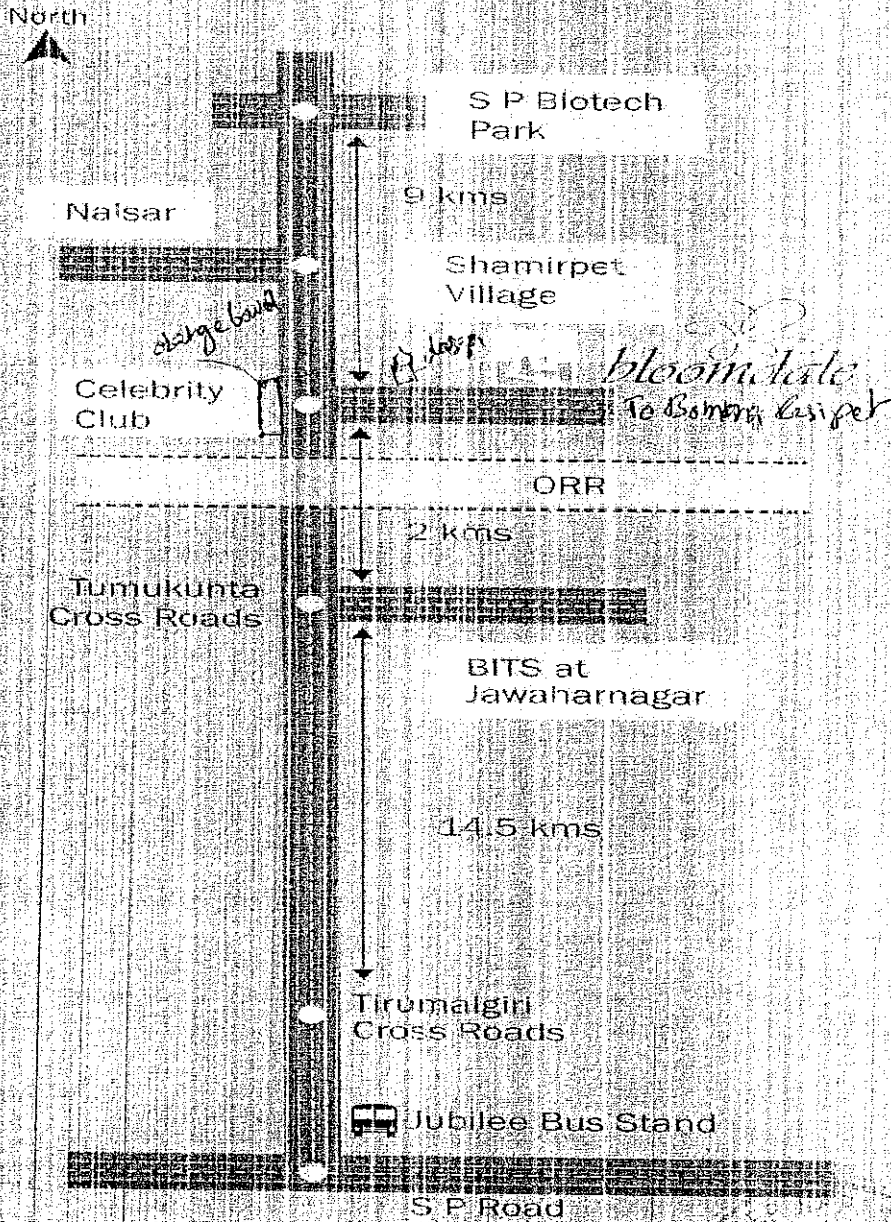 North
S P Biotech
Park
9 kms
Nalsar
Shamirpet
Village
bloomdale
To
Celebrity
Club
ORR
2 kms
Tumukunta
Cross Roads
BITS at
Jawaharnagar
14.5 kms
Tirumalgiri
Cross Roads
Jubilee Bus Stand
S P Road